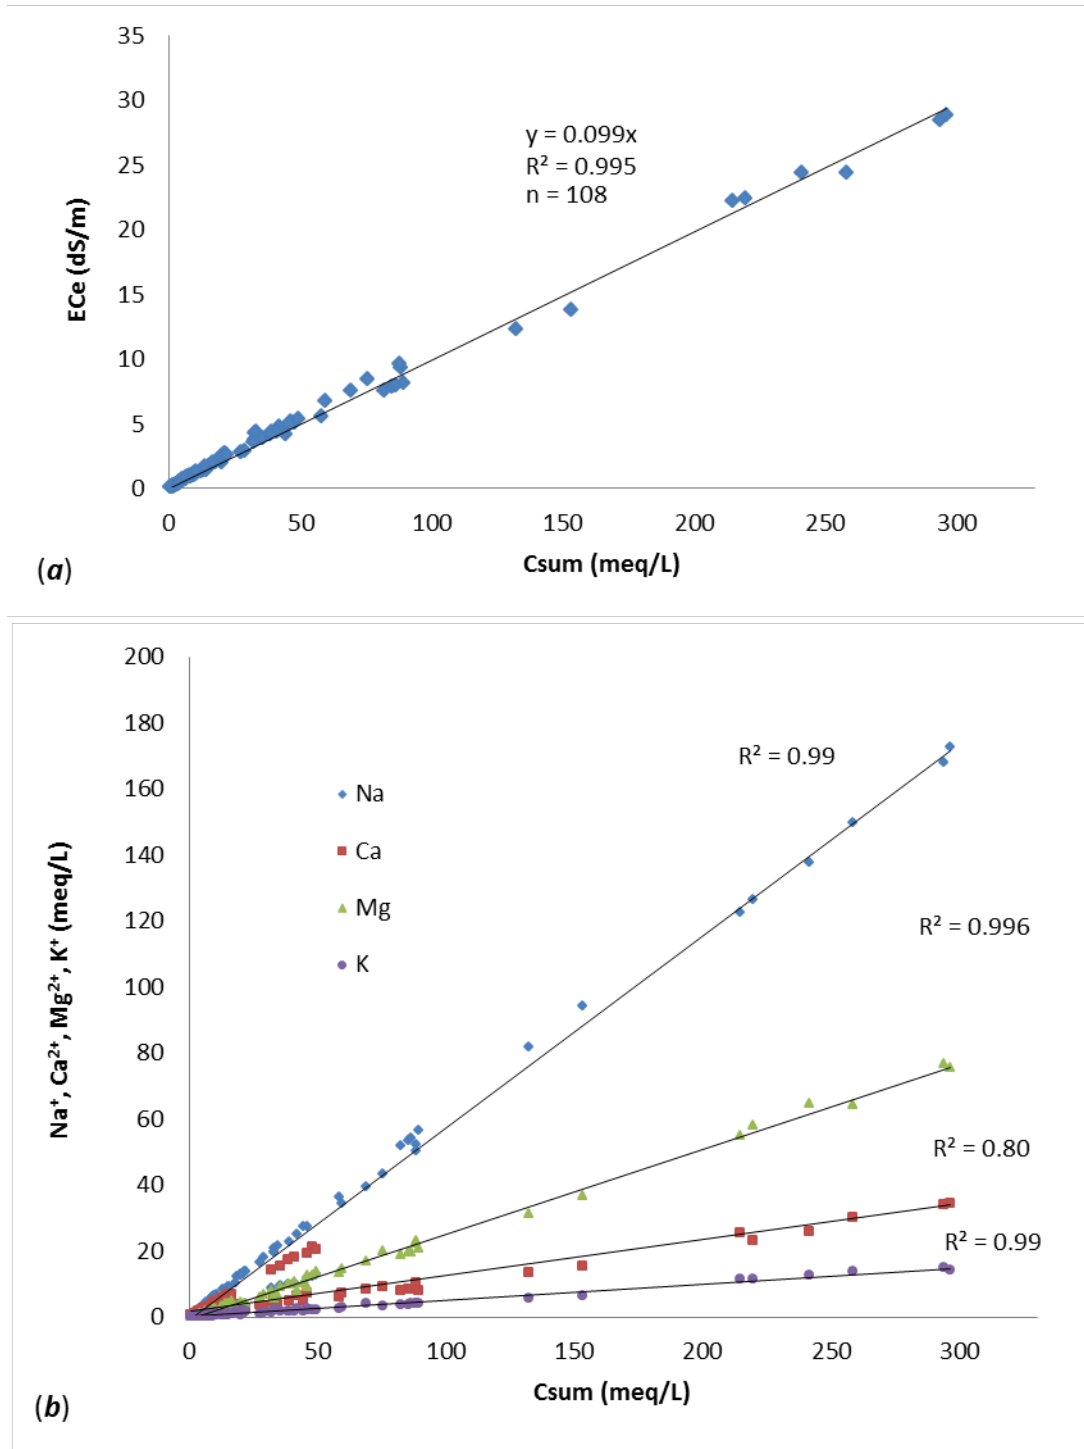 35
30
25
20
15
10
5
0
ECe (dS/m)
y = 0.099x
R² = 0.995
n = 108
0 50 100 150 200 250 300
Csum (meq/L)
(a)
200
180
160
140
120
100
80
60
40
20
0
Na⁺, Ca²⁺, Mg²⁺, K⁺ (meq/L)
Na
Ca
Mg
K
R² = 0.99
R² = 0.996
R² = 0.80
R² = 0.99
0 50 100 150 200 250 300
Csum (meq/L)
(b)